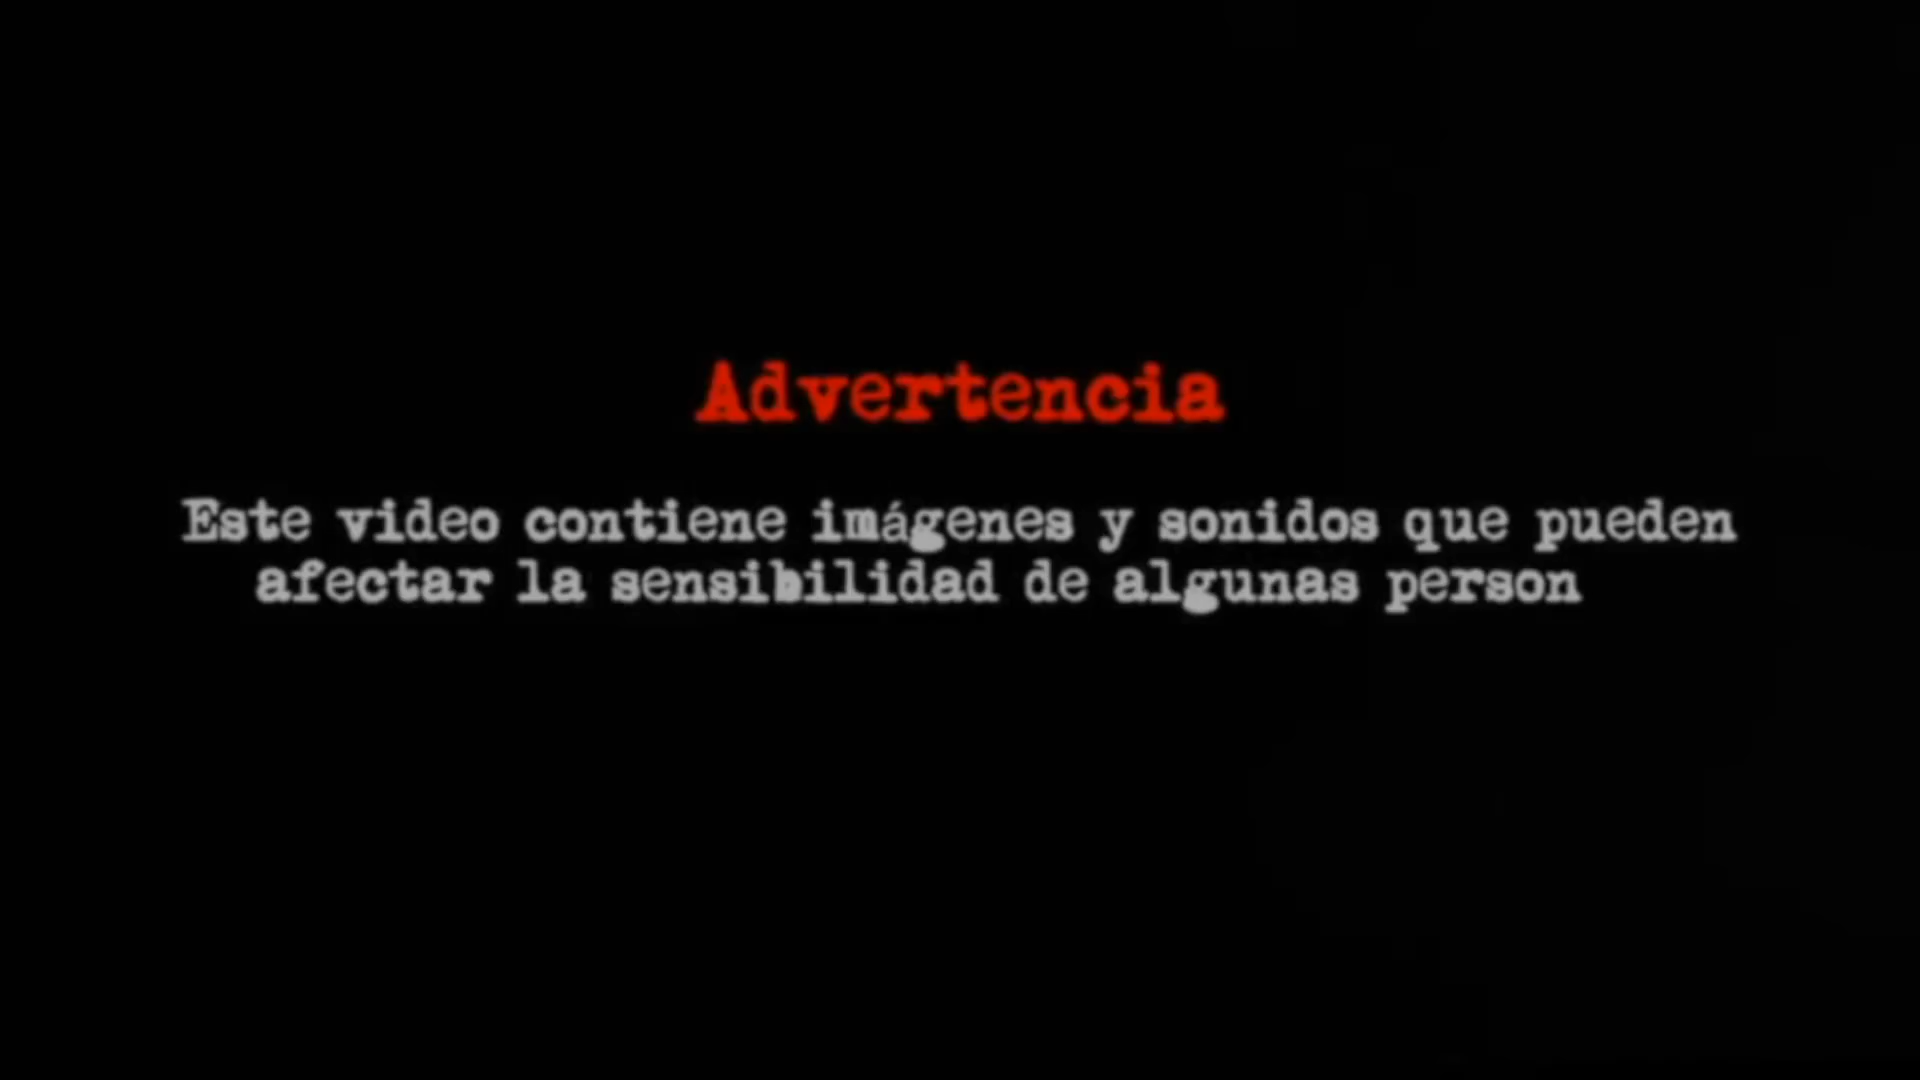 Advertencia
Este video contiene imágenes y sonidos que pueden
afectar la sensibilidad de algunas person